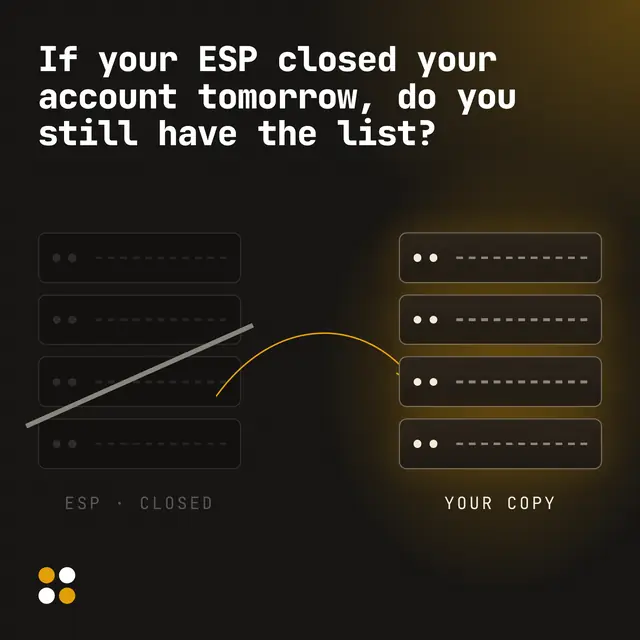 If your ESP closed your
account tomorrow, do you
still have the list?
ESP · CLOSED
YOUR COPY